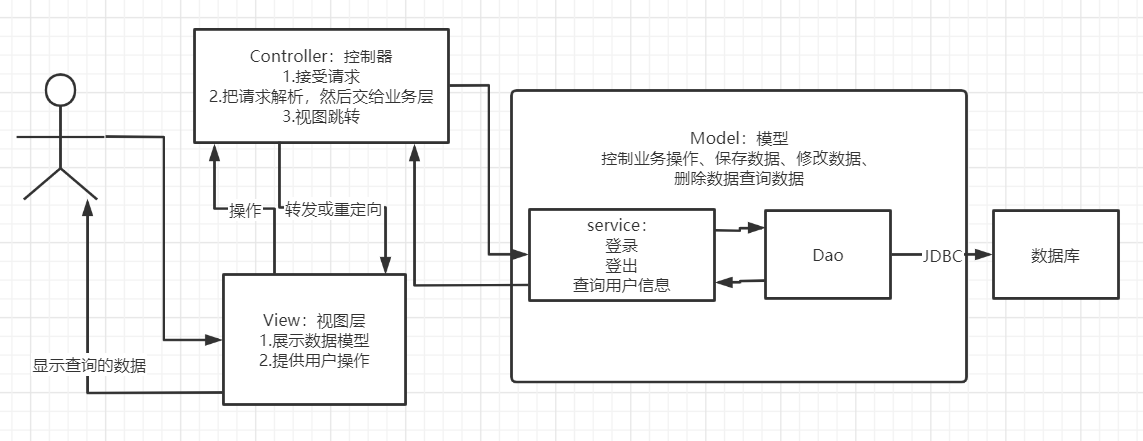 Controller：控制器
1.接受请求
2.把请求解析，然后交给业务层
3.视图跳转
Model：模型
控制业务操作、保存数据、修改数据、
删除数据查询数据
操作
转发或重定向
service：
登录
登出
查询用户信息
Dao
JDBC
数据库
View：视图层
1.展示数据模型
2.提供用户操作
显示查询的数据